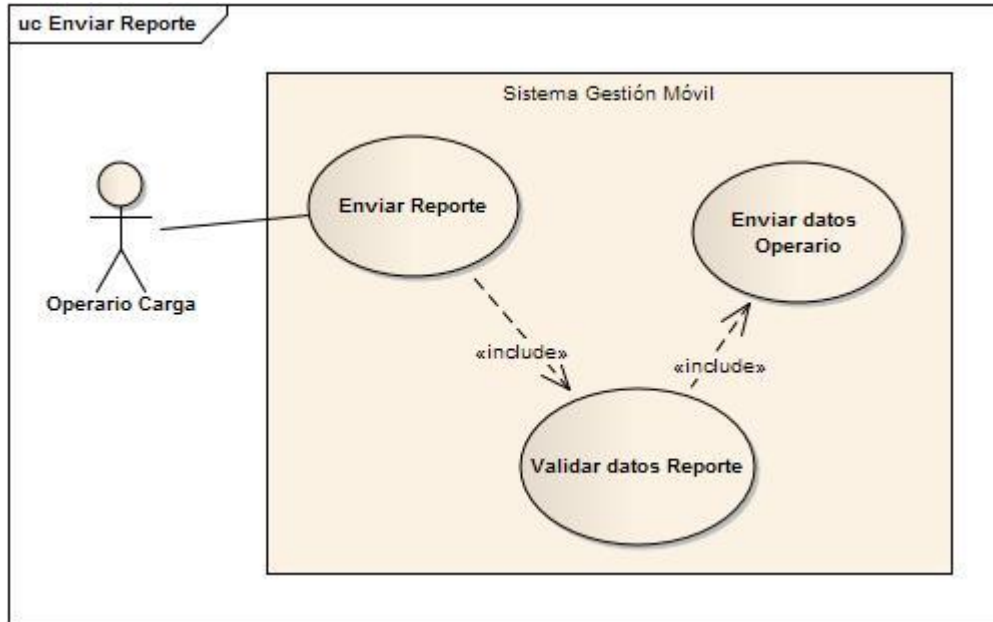 uc Enviar Reporte
Sistema Gestión Móvil
Enviar Reporte
Enviar datos
Operario
Operario Carga
«include»
«include»
Validar datos Reporte